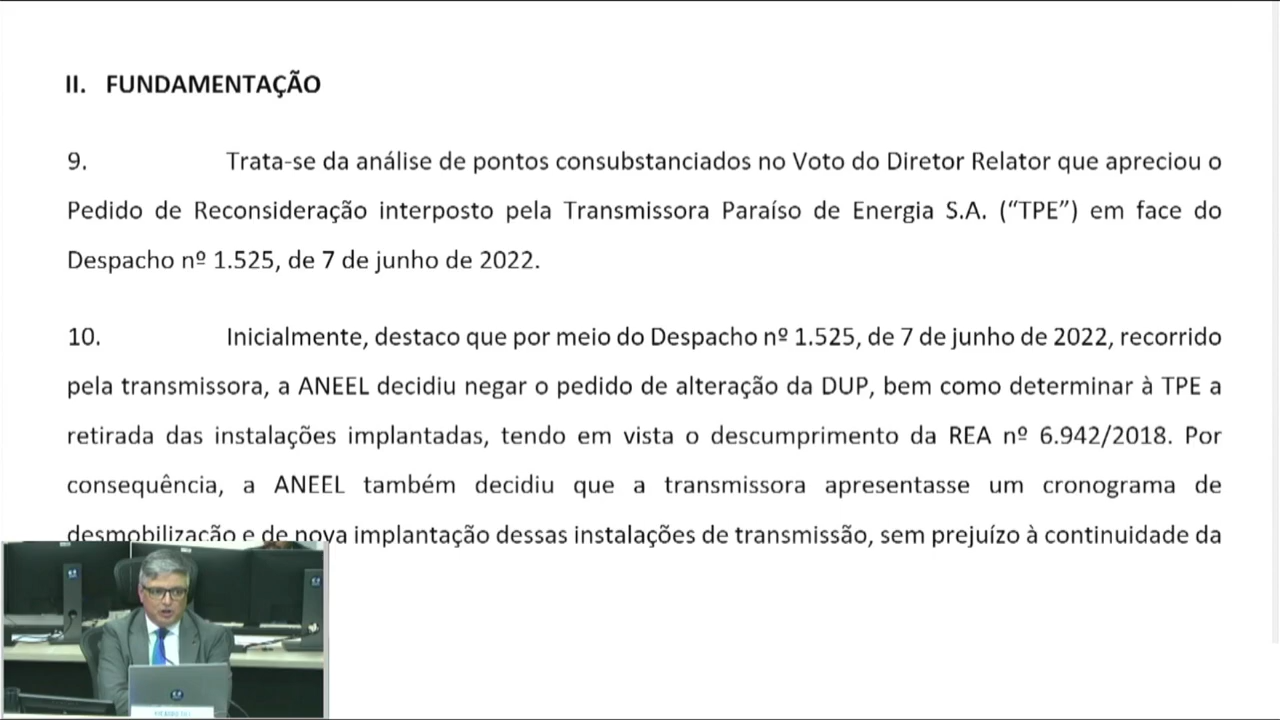 II. FUNDAMENTAÇÃO
9. Trata-se da análise de pontos consubstanciados no Voto do Diretor Relator que apreciou o
Pedido de Reconsideração interposto pela Transmissora Paraíso de Energia S.A. (“TPE”) em face do
Despacho nº 1.525, de 7 de junho de 2022.
10. Inicialmente, destaco que por meio do Despacho nº 1.525, de 7 de junho de 2022, recorrido
pela transmissora, a ANEEL decidiu negar o pedido de alteração da DUP, bem como determinar à TPE a
retirada das instalações implantadas, tendo em vista o descumprimento da REA nº 6.942/2018. Por
consequência, a ANEEL também decidiu que a transmissora apresentasse um cronograma de
desmobilização e de nova implantação dessas instalações de transmissão, sem prejuízo à continuidade da